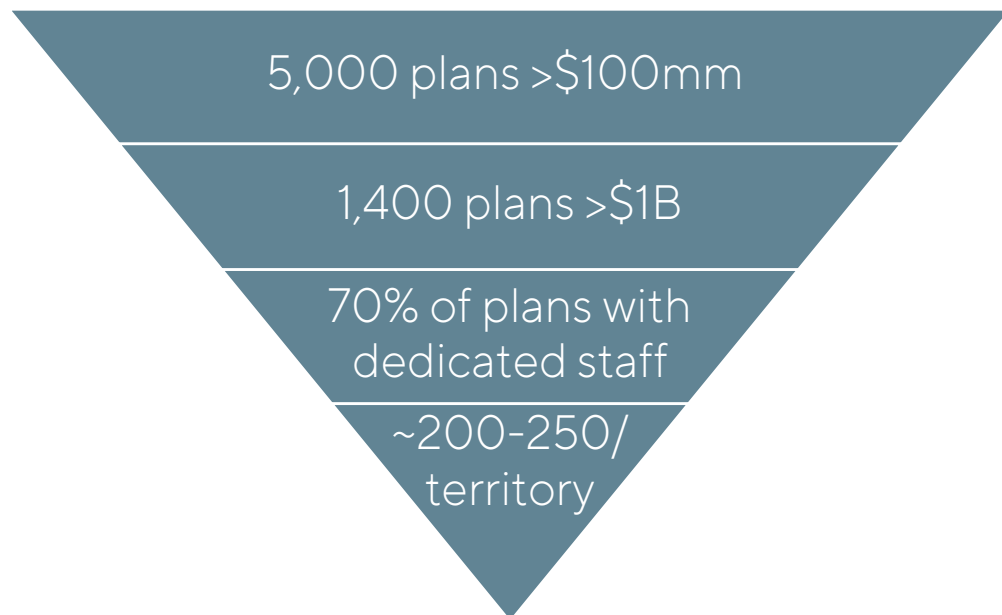 5,000 plans >$100mm
1,400 plans >$1B
70% of plans with
dedicated staff
~200-250/
territory